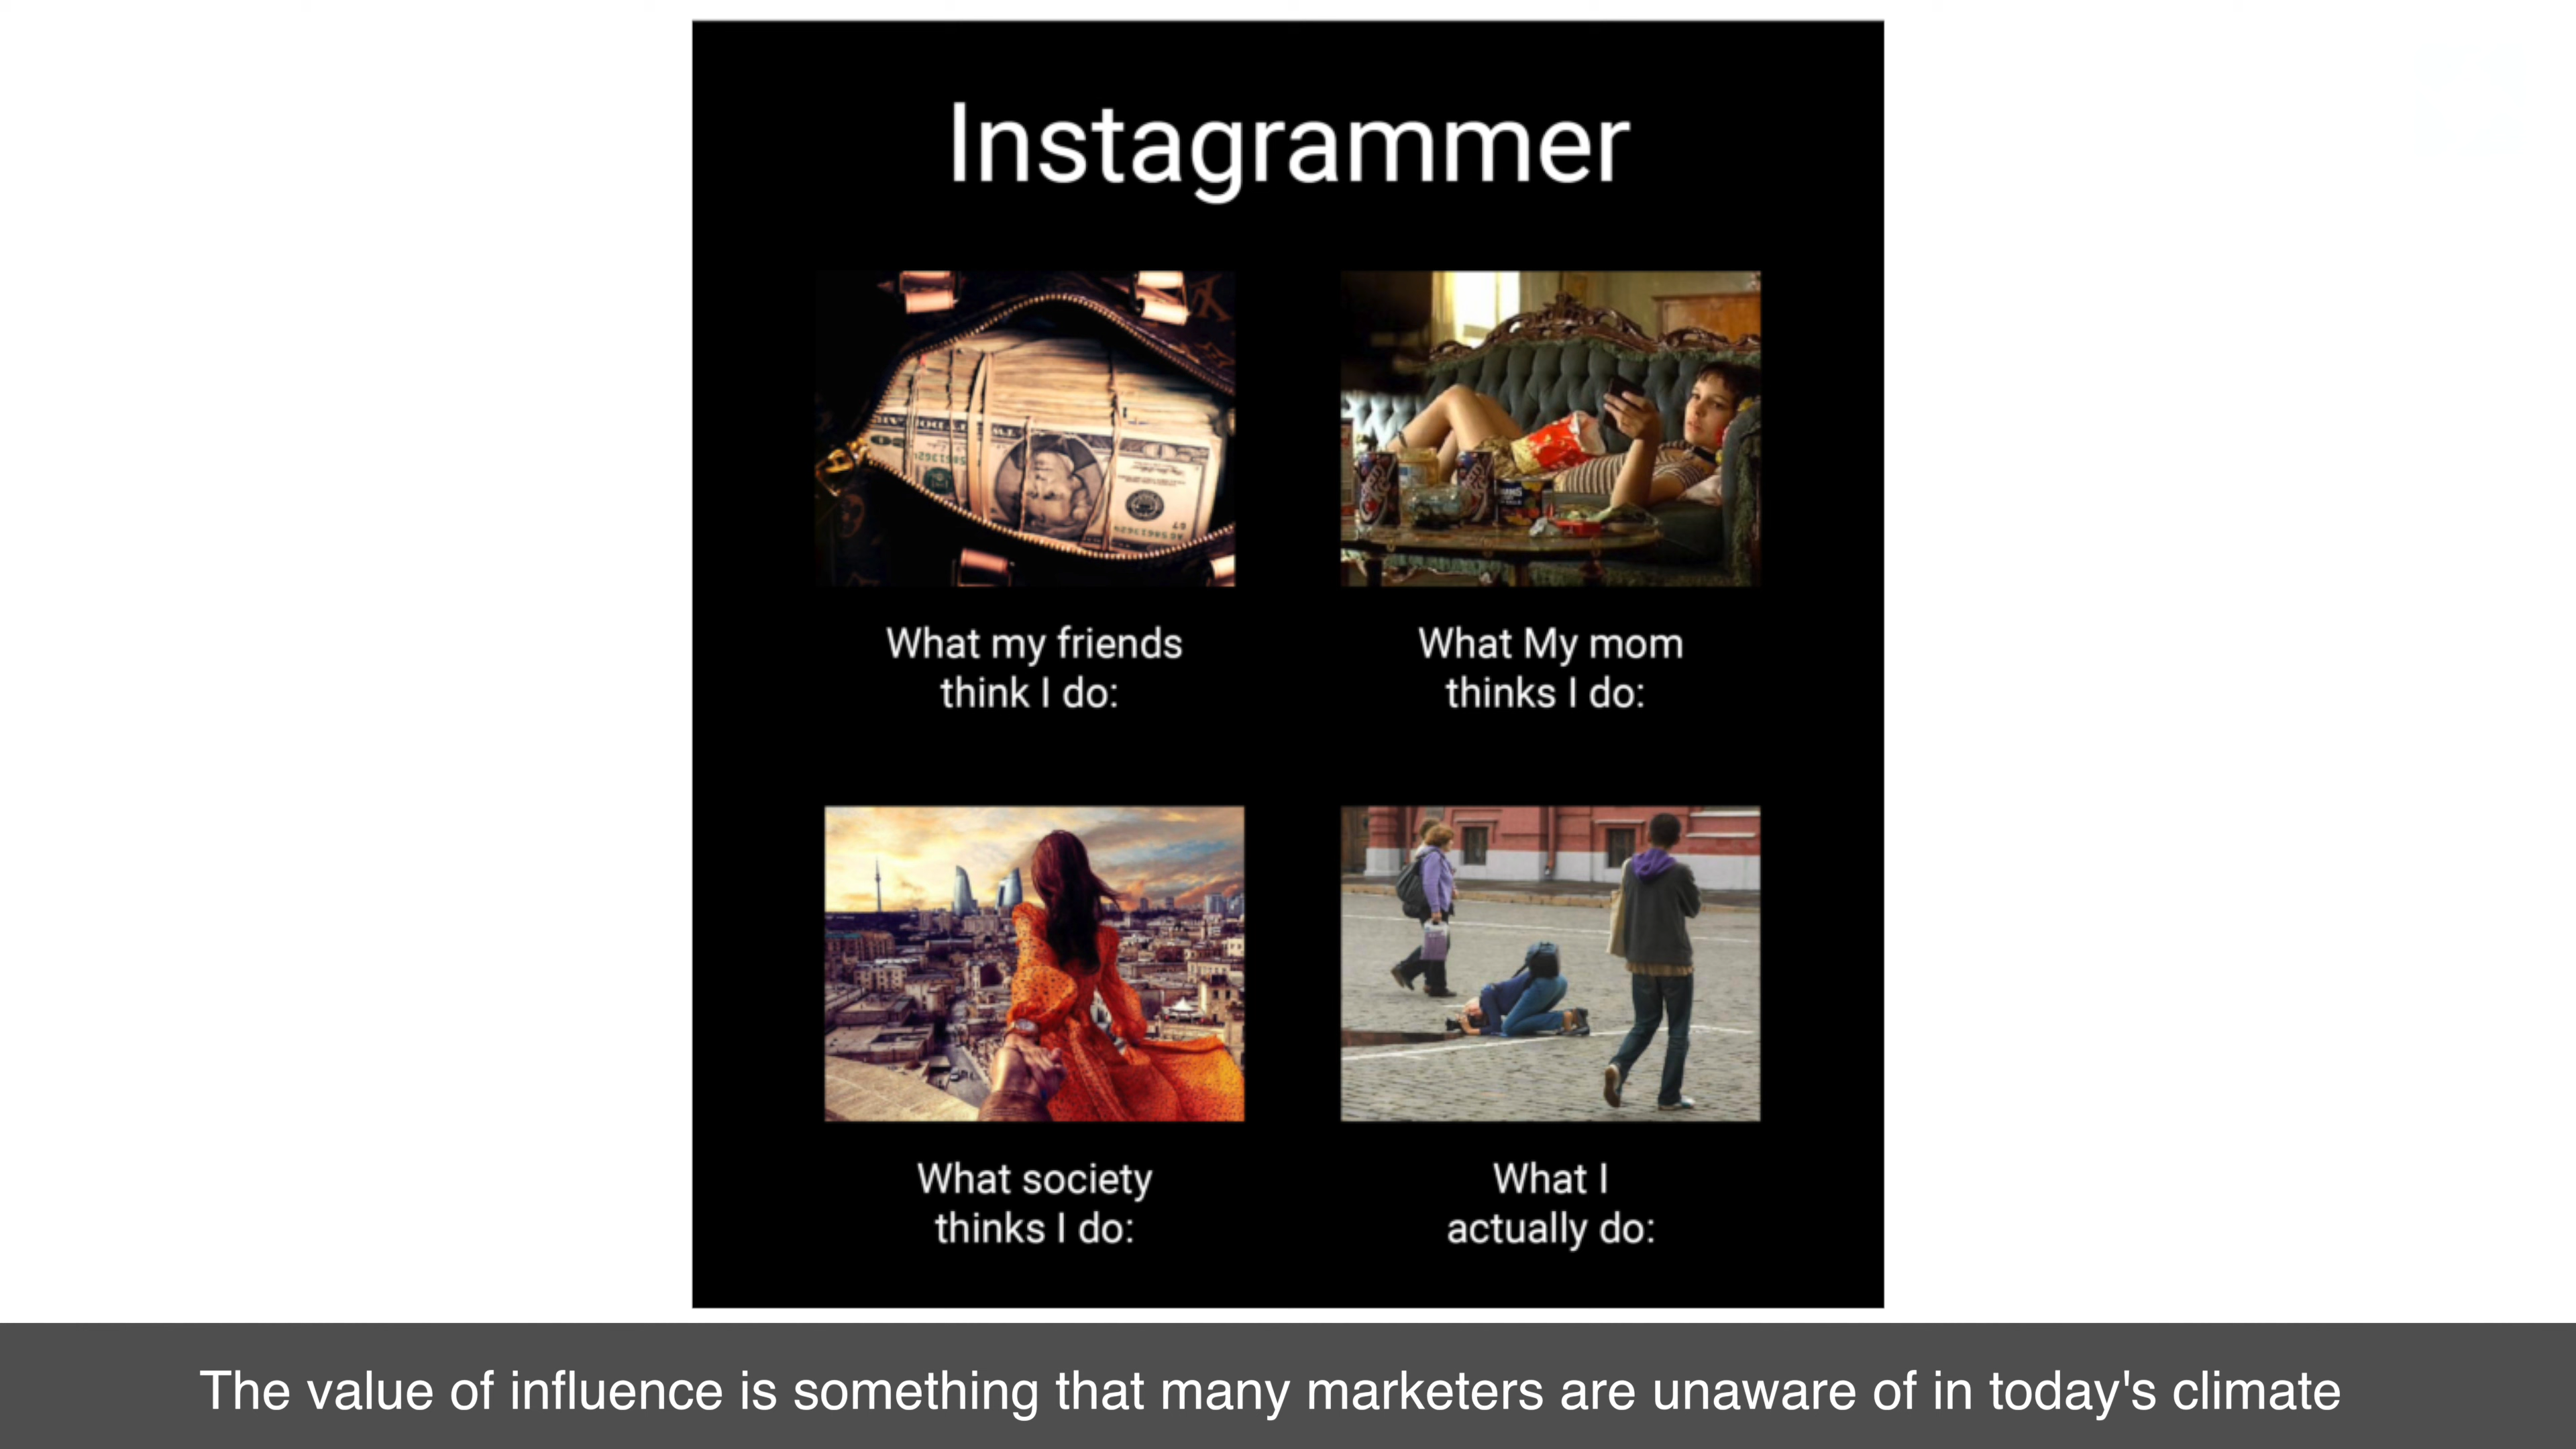 Instagrammer
What my friends
think I do:
What My mom
thinks I do:
What society
thinks I do:
What I
actually do:
The value of influence is something that many marketers are unaware of in today's climate